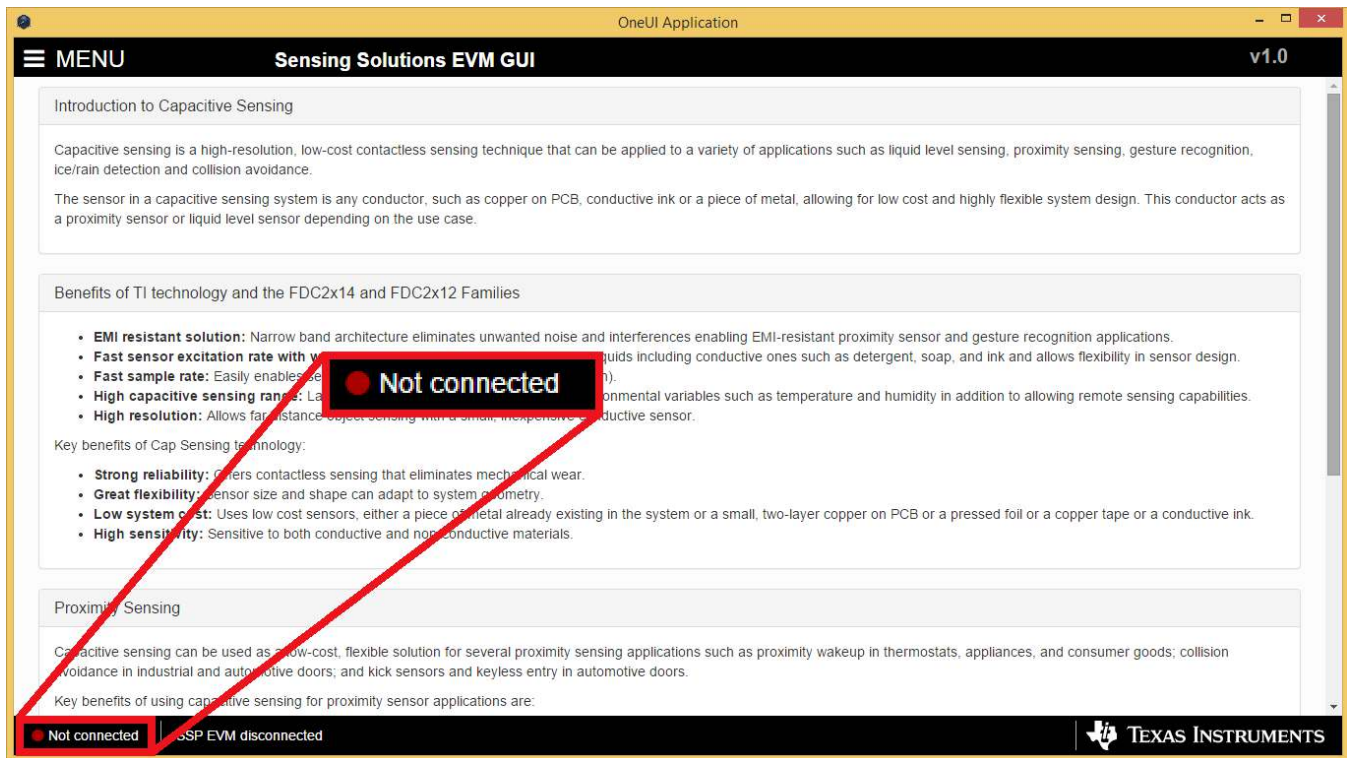 OneUI Application
MENU
Sensing Solutions EVM GUI
v1.0
Introduction to Capacitive Sensing
Capacitive sensing is a high-resolution, low-cost contactless sensing technique that can be applied to a variety of applications such as liquid level sensing, proximity sensing, gesture recognition,
ice/rain detection and collision avoidance.
The sensor in a capacitive sensing system is any conductor, such as copper on PCB, conductive ink or a piece of metal, allowing for low cost and highly flexible system design. This conductor acts as
a proximity sensor or liquid level sensor depending on the use case.
Benefits of TI technology and the FDC2x14 and FDC2x12 Families
• EMI resistant solution: Narrow band architecture eliminates unwanted noise and interferences enabling EMI-resistant proximity sensor and gesture recognition applications.
• Fast sensor excitation rate with including conductive ones such as detergent, soap, and ink and allows flexibility in sensor design.
• Fast sample rate: Easily enables
• High capacitive sensing range: variables such as temperature and humidity in addition to allowing remote sensing capabilities.
• High resolution: Allows far distance object sensing with a small, inexpensive conductive sensor.
Not connected
Key benefits of Cap Sensing technology:
• Strong reliability: Offers contactless sensing that eliminates mechanical wear.
• Great flexibility: Sensor size and shape can adapt to system geometry.
• Low system cost: Uses low cost sensors, either a piece of metal already existing in the system or a small, two-layer copper on PCB or a pressed foil or a copper tape or a conductive ink.
• High sensitivity: Sensitive to both conductive and non-conductive materials.
Proximity Sensing
Capacitive sensing can be used as a low-cost, flexible solution for several proximity sensing applications such as proximity wakeup in thermostats, appliances, and consumer goods; collision
avoidance in industrial and automotive doors; and kick sensors and keyless entry in automotive doors.
Key benefits of using capacitive sensing for proximity sensor applications are:
Not connected
SSP EVM disconnected
TEXAS INSTRUMENTS